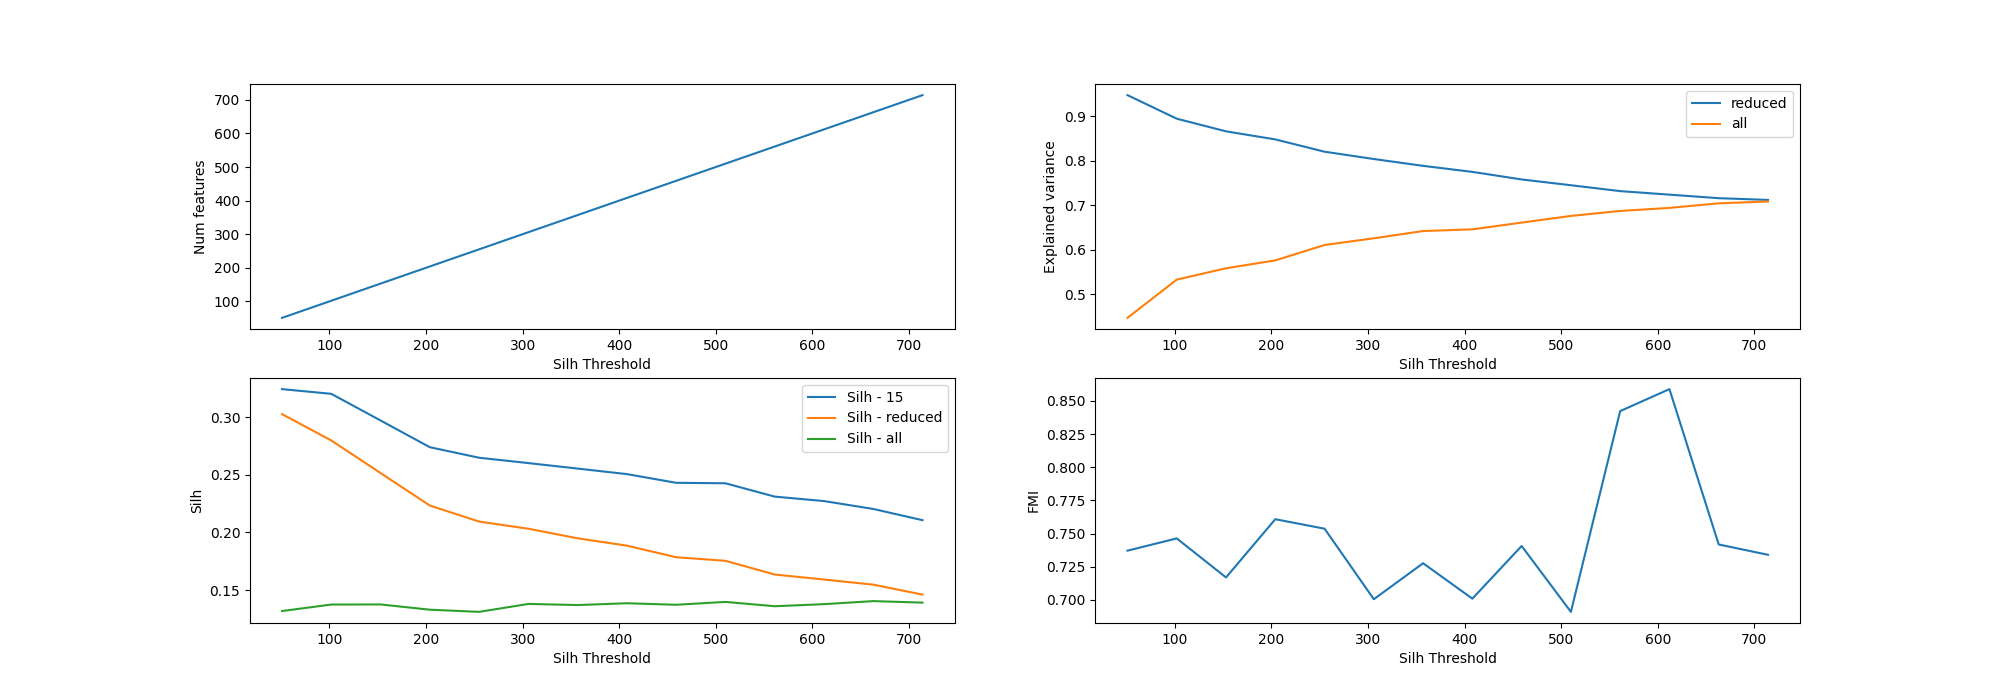 700
600
500
400
300
200
100
Num features
100 200 300 400 500 600 700
Silh Threshold
0.9
0.8
0.7
0.6
0.5
Explained variance
reduced
all
100 200 300 400 500 600 700
Silh Threshold
0.30
0.25
0.20
0.15
Silh
Silh - 15
Silh - reduced
Silh - all
100 200 300 400 500 600 700
Silh Threshold
0.850
0.825
0.800
0.775
0.750
0.725
0.700
FMI
100 200 300 400 500 600 700
Silh Threshold